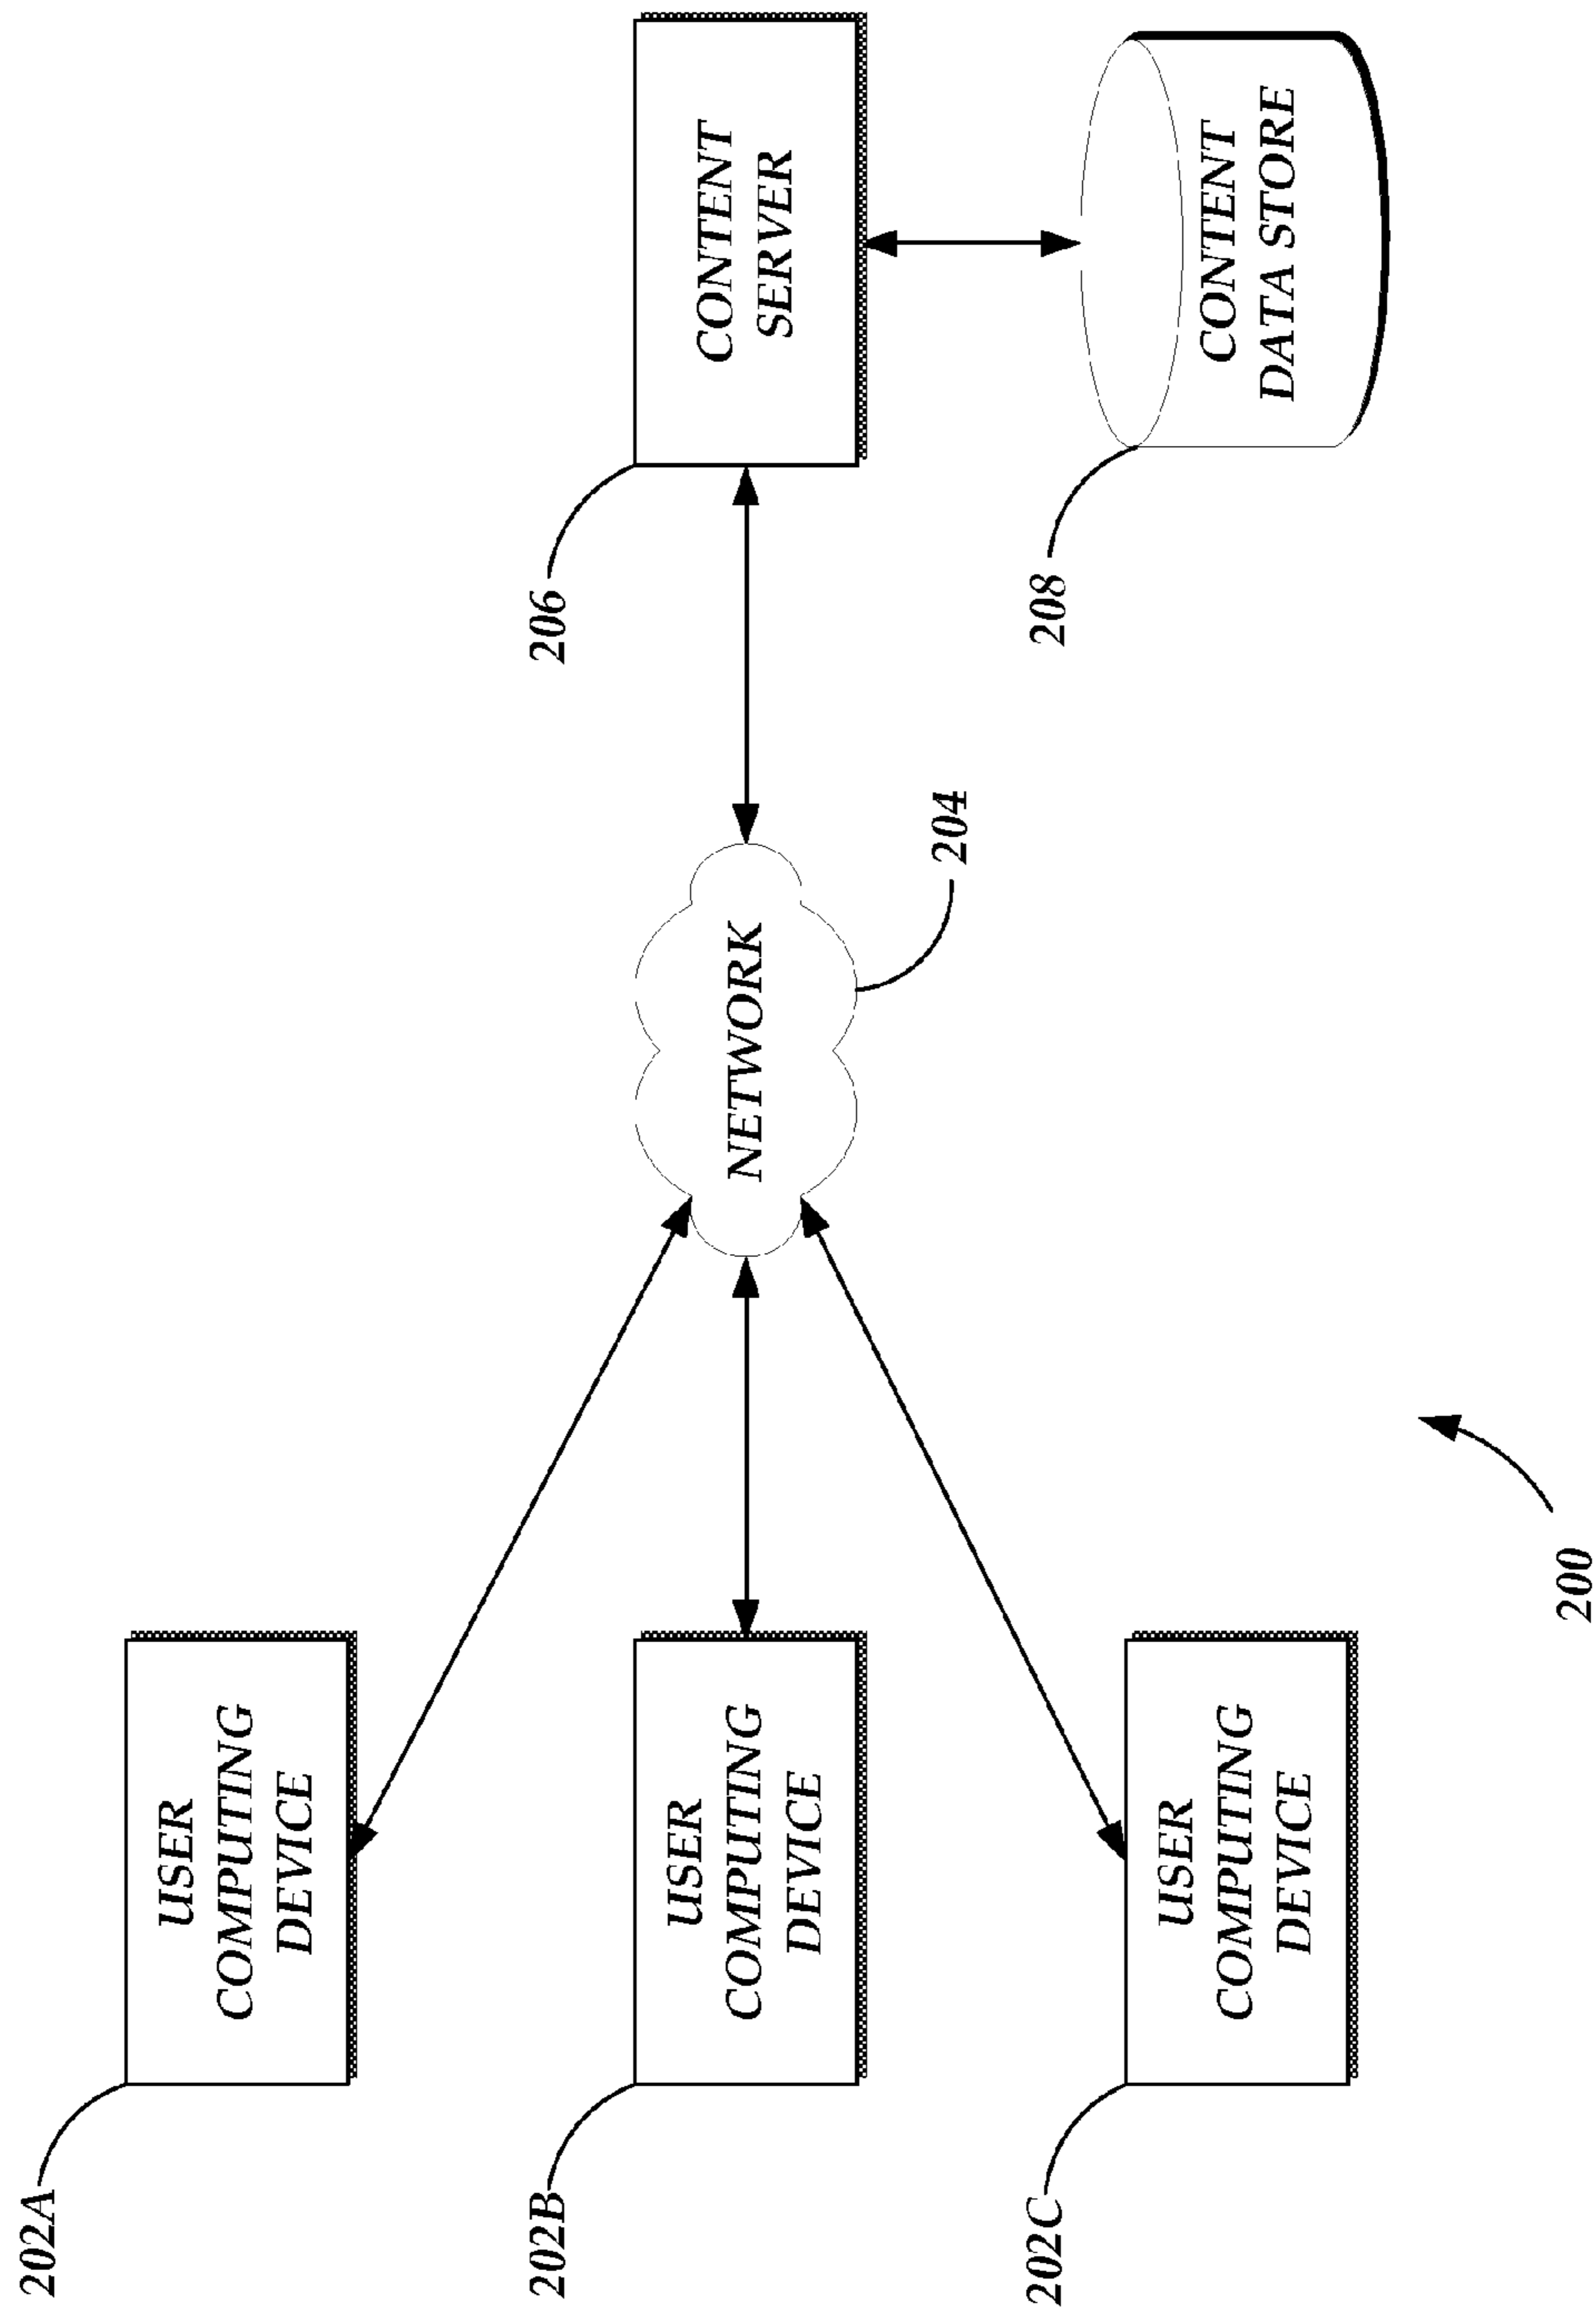 202A
USER
COMPUTING
DEVICE
202B
USER
COMPUTING
DEVICE
202C
USER
COMPUTING
DEVICE
NETWORK
204
206
CONTENT
SERVER
208
CONTENT
DATA STORE
200